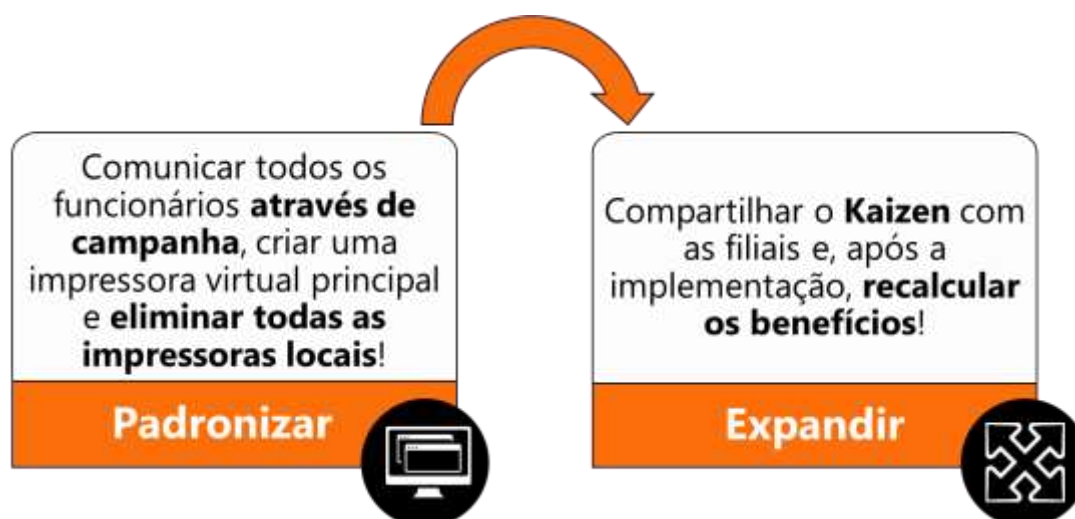 Comunicar todos os
funcionários através de
campanha, criar uma
impressora virtual principal
e eliminar todas as
impressoras locais!
Padronizar
Compartilhar o Kaizen com
as filiais e, após a
implementação, recalcular
os benefícios!
Expandir